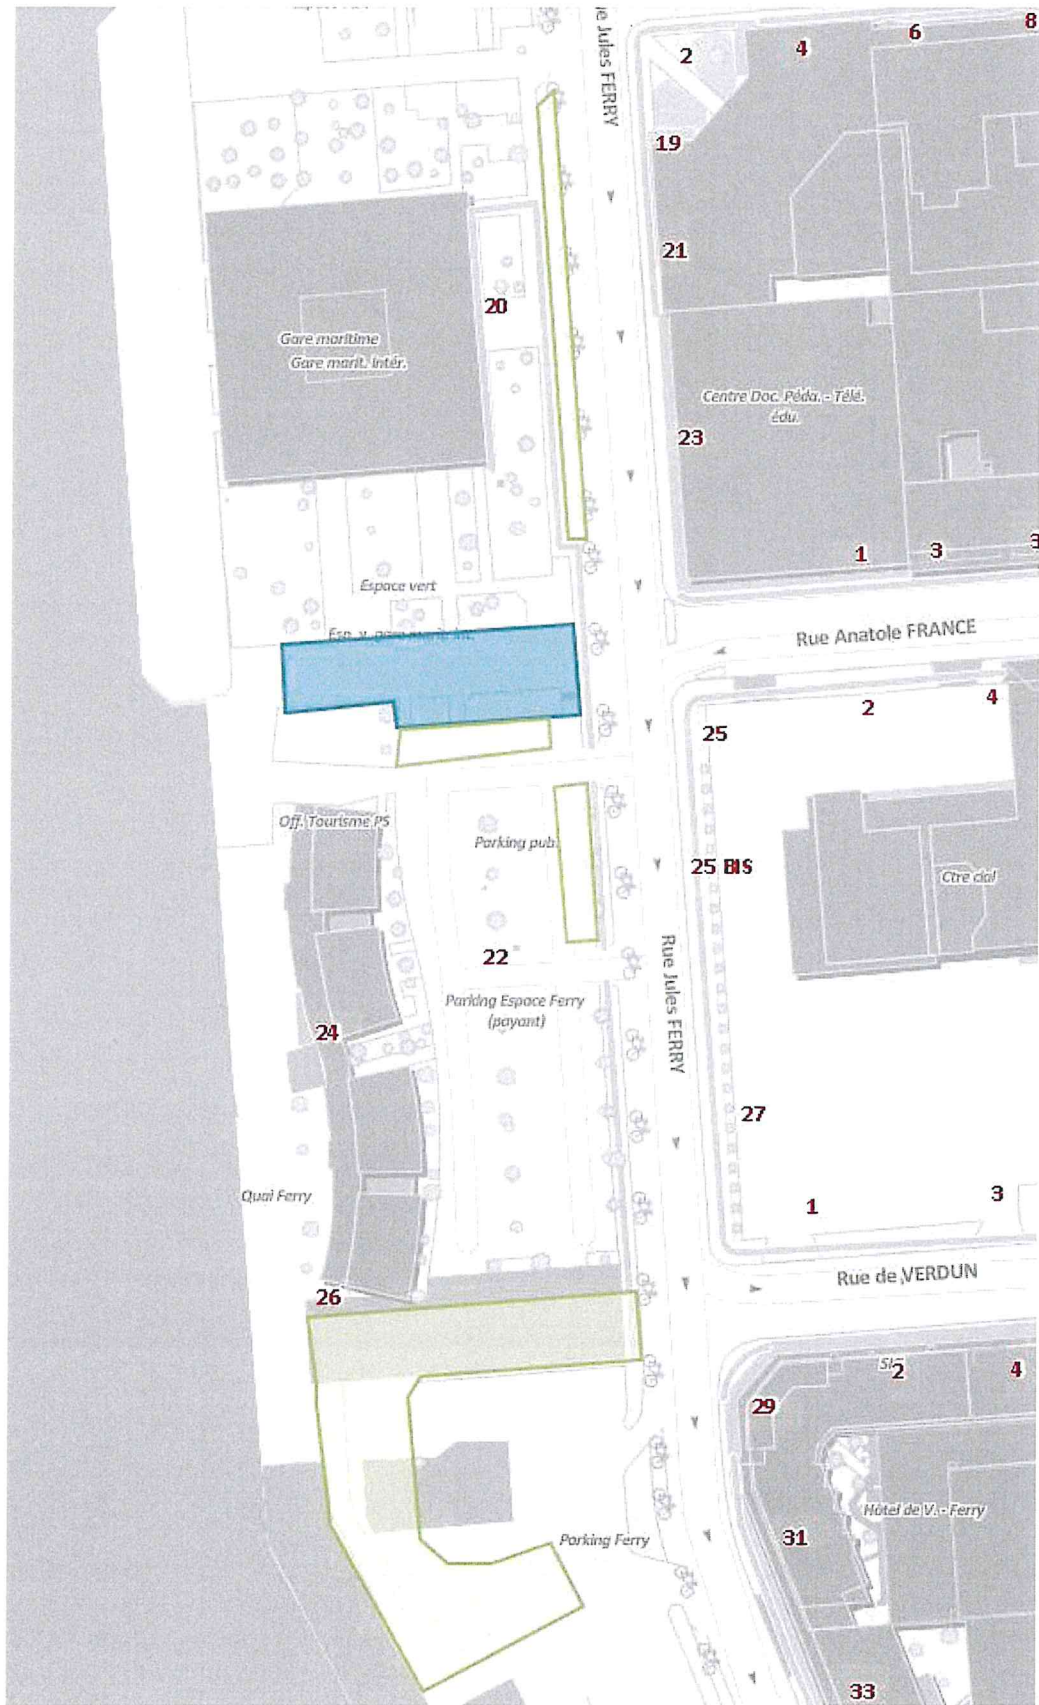 ue Jules FERRY
2
4
6
8
19
21
20
Gare maritime
Gare marit. Intér.
Centre Doc. Péda. - Télé.
édu.
23
1
3
3
Espace vert
Rue Anatole FRANCE
2
4
25
Off. Tourisme PS
Parking pub.
25 BIS
Ctre clal
22
Rue Jules FERRY
Parking Espace Ferry
(payant)
24
27
Quai Ferry
1
3
26
Rue de VERDUN
2
4
29
Hôtel de V. - Ferry
31
Parking Ferry
33